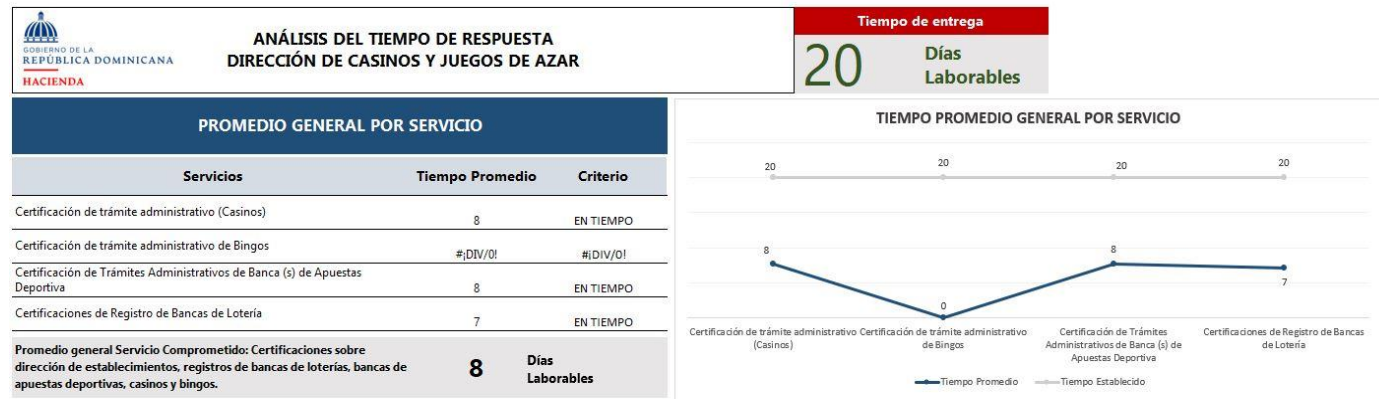 GOBIERNO DE LA
REPÚBLICA DOMINICANA
HACIENDA
ANÁLISIS DEL TIEMPO DE RESPUESTA
DIRECCIÓN DE CASINOS Y JUEGOS DE AZAR
Tiempo de entrega
20 Días
Laborables
PROMEDIO GENERAL POR SERVICIO
Servicios Tiempo Promedio Criterio
Certificación de trámite administrativo (Casinos) 8 EN TIEMPO
Certificación de trámite administrativo de Bingos #¡DIV/0! #¡DIV/0!
Certificación de Trámites Administrativos de Banca (s) de Apuestas
Deportiva 8 EN TIEMPO
Certificaciones de Registro de Bancas de Lotería 7 EN TIEMPO
Promedio general Servicio Comprometido: Certificaciones sobre
dirección de establecimientos, registros de bancas de loterías, bancas de
apuestas deportivas, casinos y bingos.
8 Días
Laborables
TIEMPO PROMEDIO GENERAL POR SERVICIO
20 20 20 20
8 0 8 7
Certificación de trámite administrativo
(Casinos)
Certificación de trámite administrativo
de Bingos
Certificación de Trámites
Administrativos de Banca (s) de
Apuestas Deportiva
Certificaciones de Registro de Bancas
de Lotería
Tiempo Promedio Tiempo Establecido